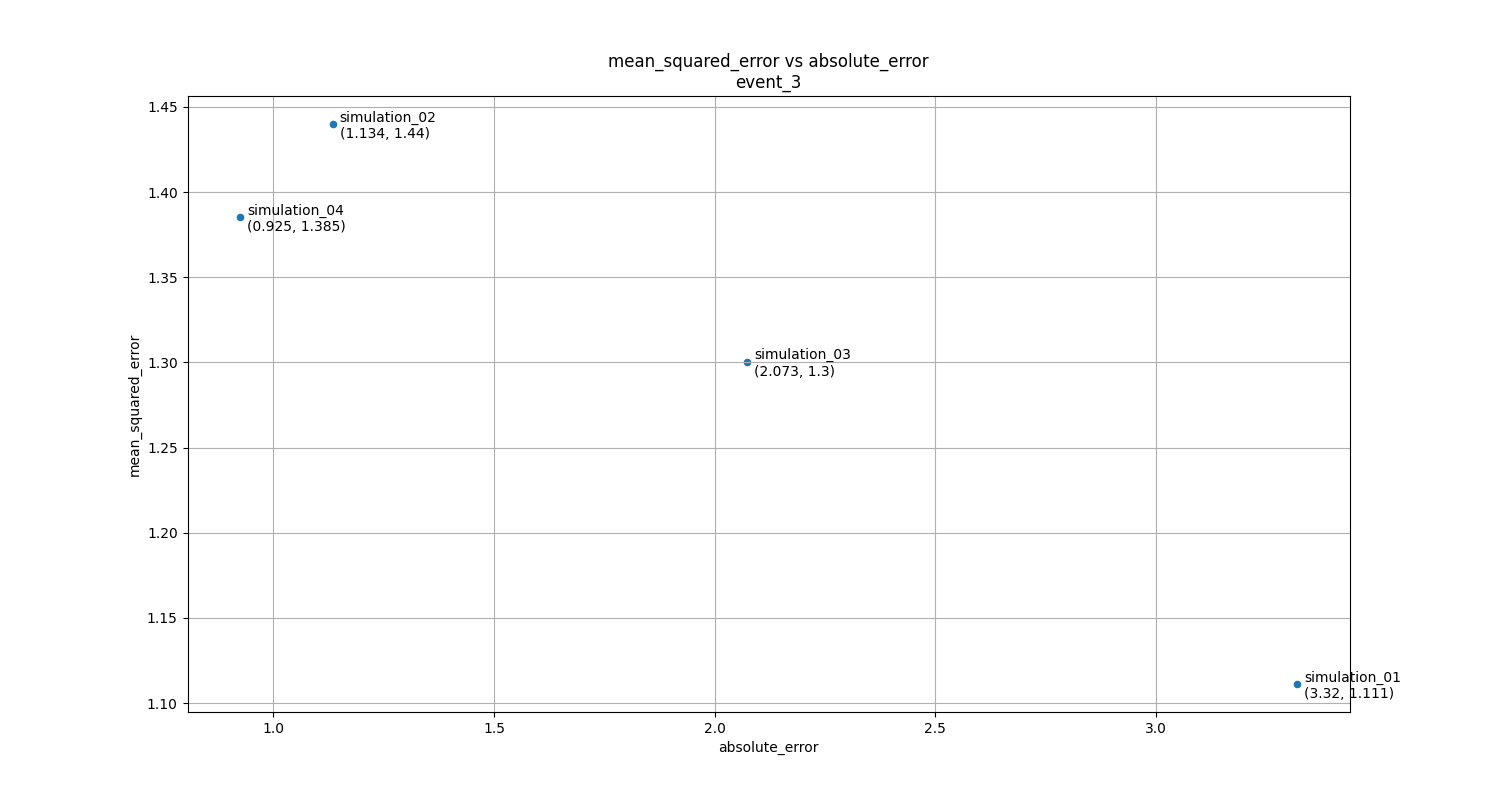 mean_squared_error vs absolute_error
event_3
1.45
1.40
1.35
1.30
1.25
1.20
1.15
1.10
mean_squared_error
simulation_02
(1.134, 1.44)
simulation_04
(0.925, 1.385)
simulation_03
(2.073, 1.3)
simulation_01
(3.32, 1.111)
1.0
1.5
2.0
2.5
3.0
absolute_error